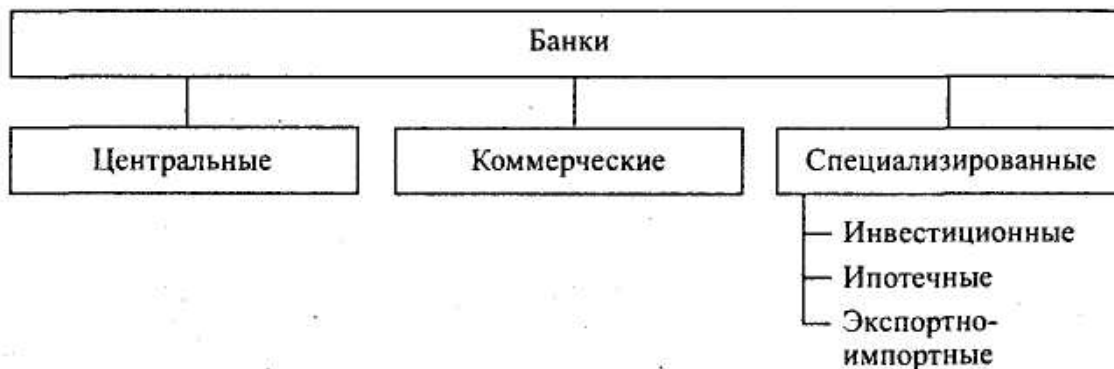 Банки
Центральные
Коммерческие
Специализированные
Инвестиционные
Ипотечные
Экспортно-
импортные